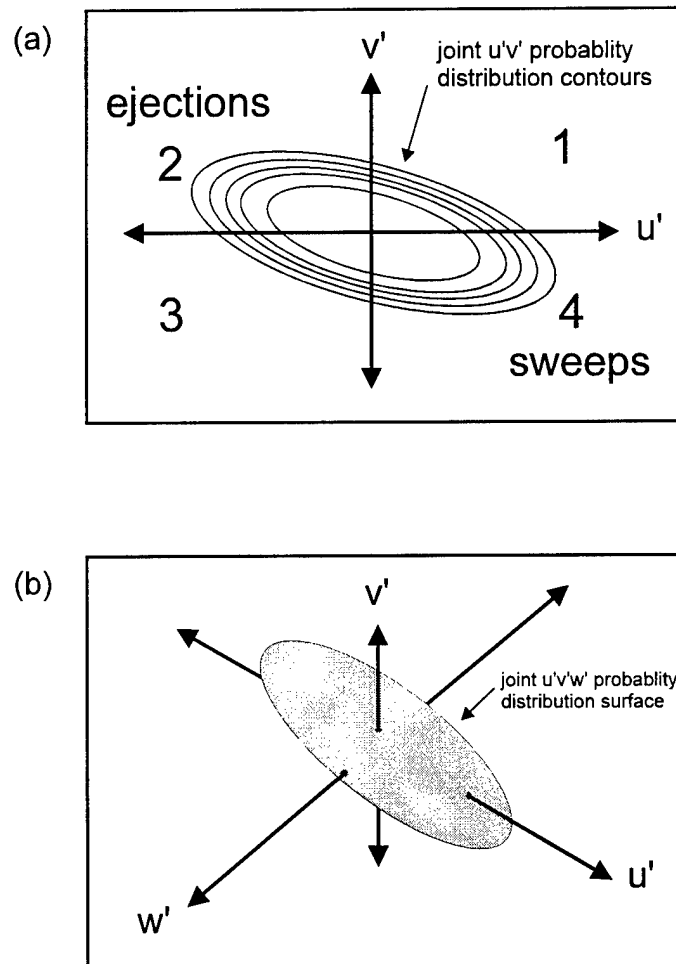 (a)
v'
joint u'v' probablity
distribution contours
ejections
2
1
u'
3
4
sweeps
(b)
v'
joint u'v'w' probablity
distribution surface
u'
w'